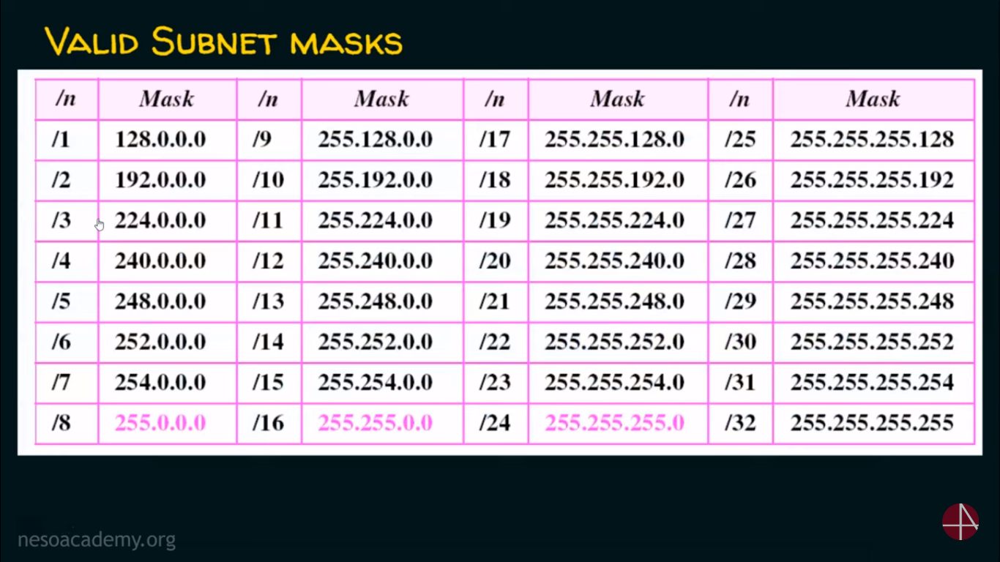 VALID SUBNET MASKS
/n Mask /n Mask /n Mask /n Mask
/1 128.0.0.0 /9 255.128.0.0 /17 255.255.128.0 /25 255.255.255.128
/2 192.0.0.0 /10 255.192.0.0 /18 255.255.192.0 /26 255.255.255.192
/3 224.0.0.0 /11 255.224.0.0 /19 255.255.224.0 /27 255.255.255.224
/4 240.0.0.0 /12 255.240.0.0 /20 255.255.240.0 /28 255.255.255.240
/5 248.0.0.0 /13 255.248.0.0 /21 255.255.248.0 /29 255.255.255.248
/6 252.0.0.0 /14 255.252.0.0 /22 255.255.252.0 /30 255.255.255.252
/7 254.0.0.0 /15 255.254.0.0 /23 255.255.254.0 /31 255.255.255.254
/8 255.0.0.0 /16 255.255.0.0 /24 255.255.255.0 /32 255.255.255.255
nesoacademy.org